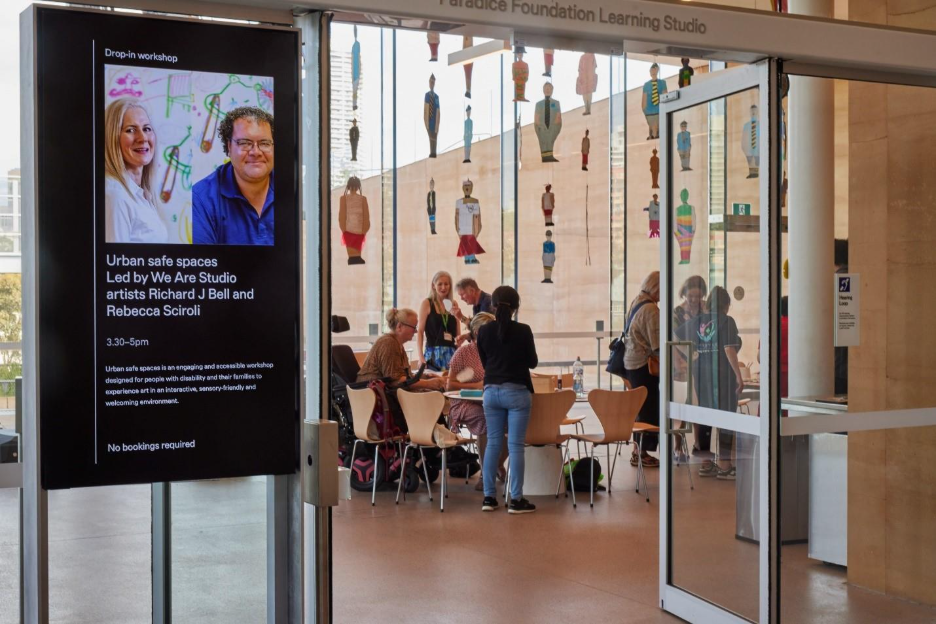 Paradice Foundation Learning Studio
Drop-in workshop
Urban safe spaces
Led by We Are Studio
artists Richard J Bell and
Rebecca Sciroli
3.30–5pm
Urban safe spaces is an engaging and accessible workshop
designed for people with disability and their families to
experience art in an interactive, sensory-friendly and
welcoming environment.
No bookings required
Hearing
Loop